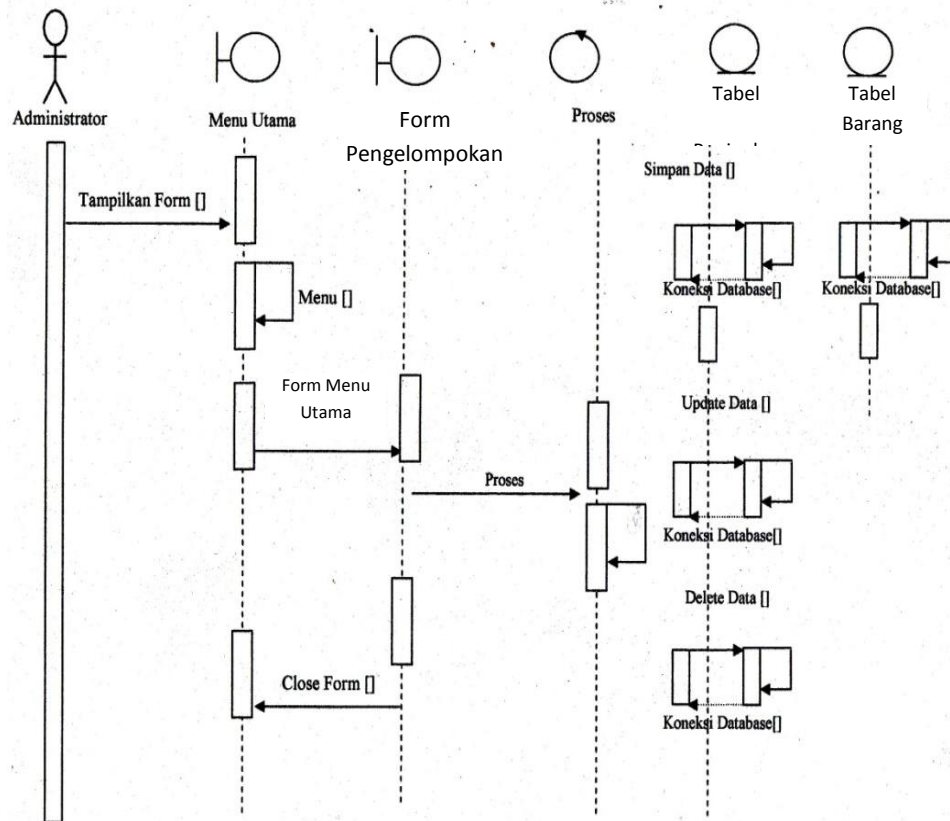 Administrator
Menu Utama
Form
Pengelompokan
Proses
Tabel
Tabel
Barang
Simpan Data []
Tampilkan Form []
Koneksi Database[]
Koneksi Database[]
Menu []
Form Menu
Utama
Update Data []
Proses
Koneksi Database[]
Delete Data []
Close Form []
Koneksi Database[]